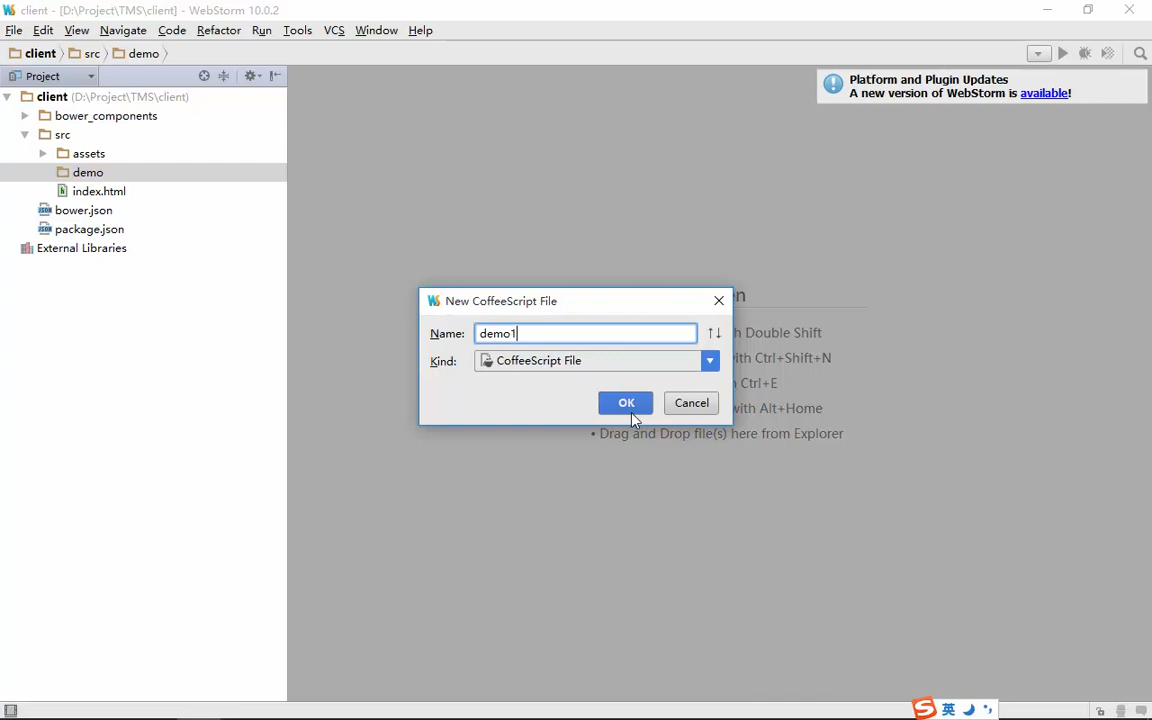 client - [D:\Project\TMS\client] - WebStorm 10.0.2
File Edit View Navigate Code Refactor Run Tools VCS Window Help
client src demo
Project
Platform and Plugin Updates
A new version of WebStorm is available!
client (D:\Project\TMS\client)
bower_components
src
assets
demo
index.html
bower.json
package.json
External Libraries
New CoffeeScript File
Name: demo1
Kind: CoffeeScript File
OK Cancel
Double Shift
with Ctrl+Shift+N
Ctrl+E
with Alt+Home
• Drag and Drop file(s) here from Explorer
英